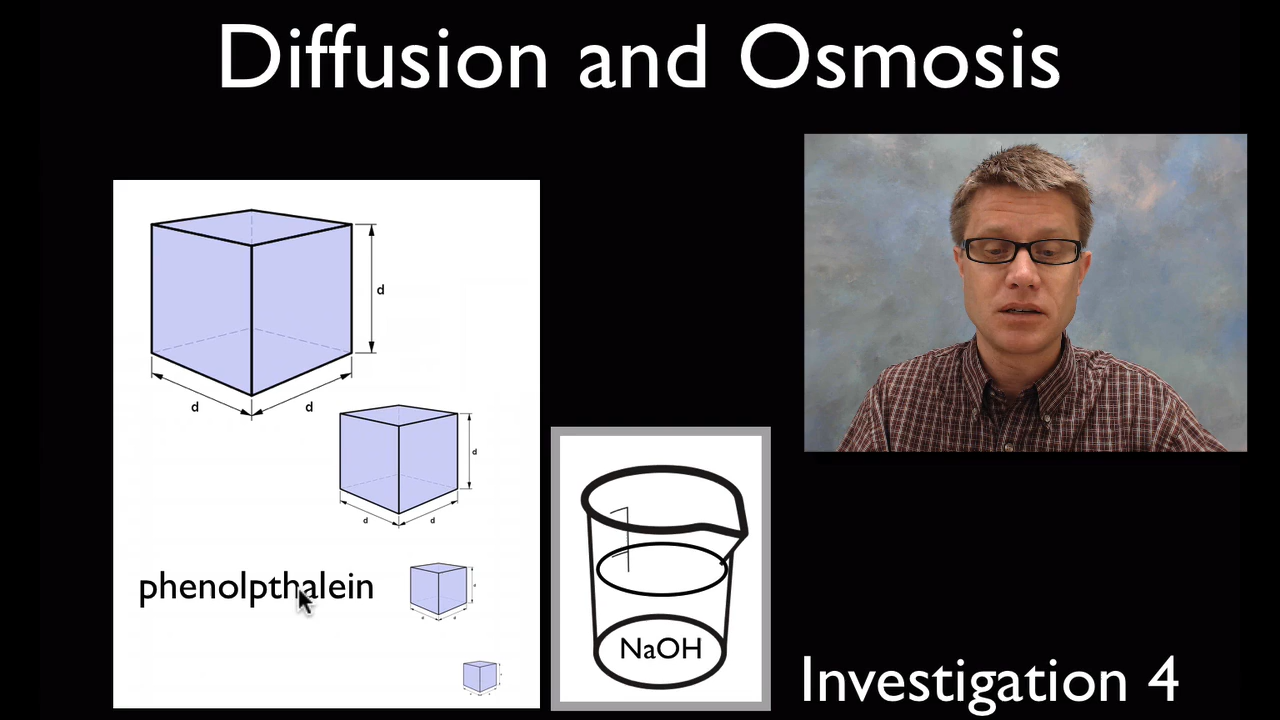 Diffusion and Osmosis
d
d
d
d
d
d
phenolpthalein
NaOH
Investigation 4